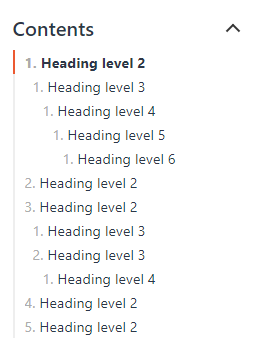 Contents
1. Heading level 2
1. Heading level 3
1. Heading level 4
1. Heading level 5
1. Heading level 6
2. Heading level 2
3. Heading level 2
1. Heading level 3
2. Heading level 3
1. Heading level 4
4. Heading level 2
5. Heading level 2